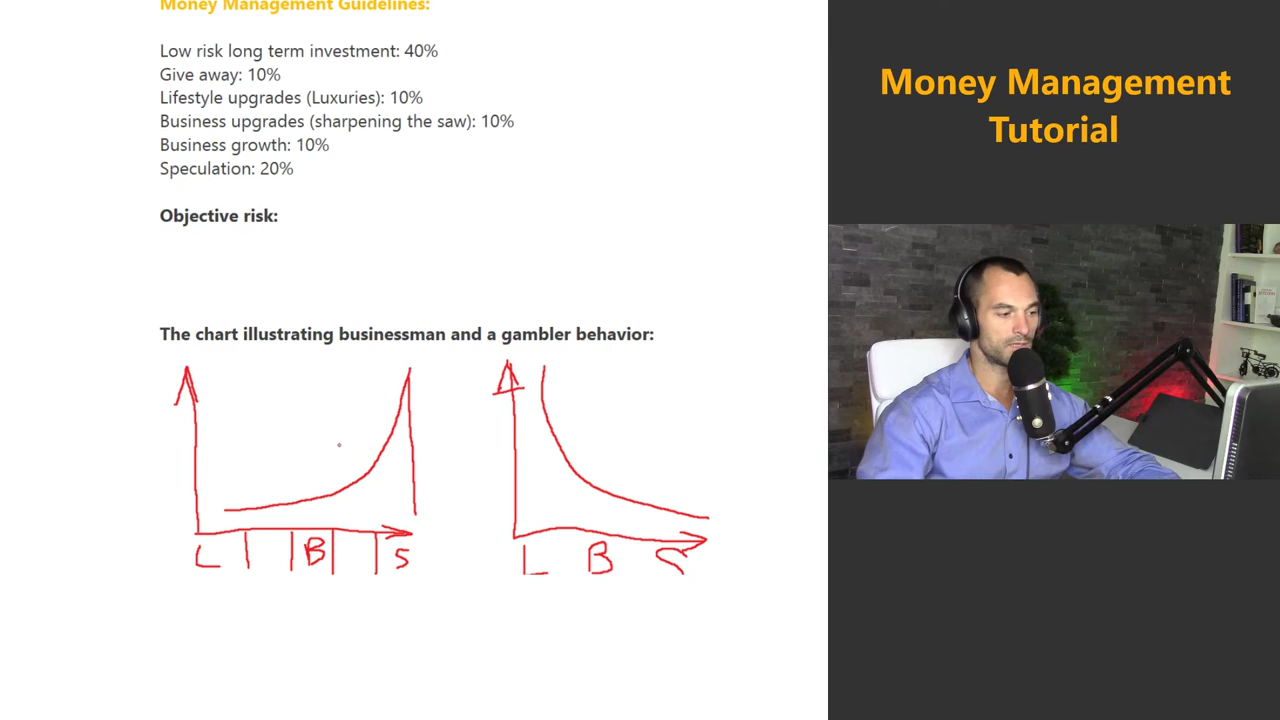 Money Management Guidelines:
Low risk long term investment: 40%
Give away: 10%
Lifestyle upgrades (Luxuries): 10%
Business upgrades (sharpening the saw): 10%
Business growth: 10%
Speculation: 20%
Objective risk:
The chart illustrating businessman and a gambler behavior:
L B S
L B S
Money Management
Tutorial